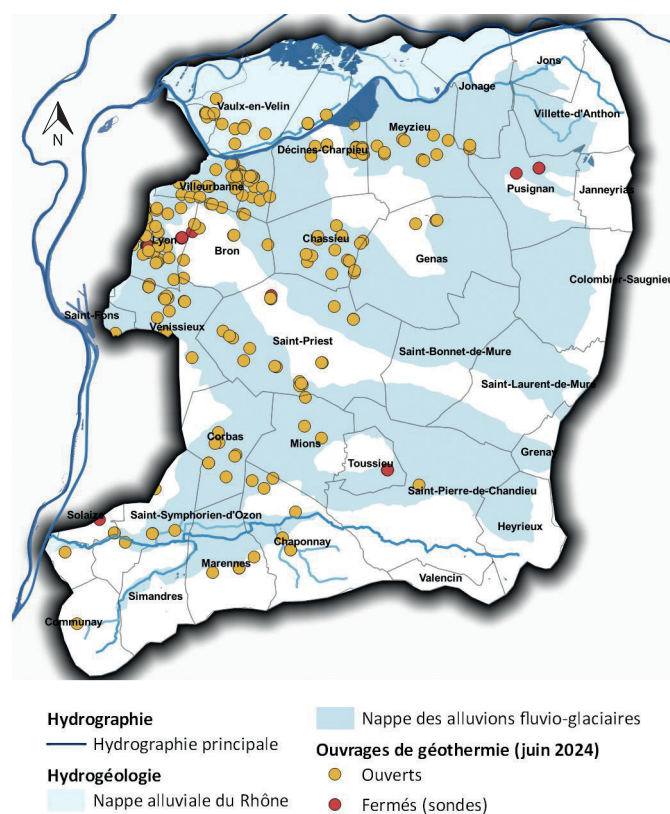 Jons
Jonage
Vaulx-en-Velin
Villette-d'Anthon
Meyzieu
Décines-Charpieu
N
Villeurbanne
Pusignan
Janneyrias
Lyon
Chassieu
Bron
Genas
Colombier-Saugnieu
Saint-Fons
Vénissieux
Saint-Priest
Saint-Bonnet-de-Mure
Saint-Laurent-de-Mure
Corbas
Mions
Grenay
Toussieu
Saint-Pierre-de-Chandieu
Solaize
Saint-Symphorien-d'Ozon
Heyrieux
Chaponnay
Marennes
Valencin
Simandres
Communay
Hydrographie
Hydrographie principale
Hydrogéologie
Nappe alluviale du Rhône
Nappe des alluvions fluvio-glaciaires
Ouvrages de géothermie (juin 2024)
Ouverts
Fermés (sondes)